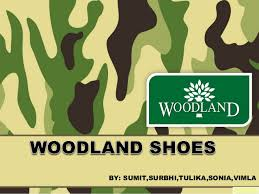 WOODLAND
WOODLAND SHOES
BY: SUMIT,SURBHI,TULIKA,SONIA,VIMLA